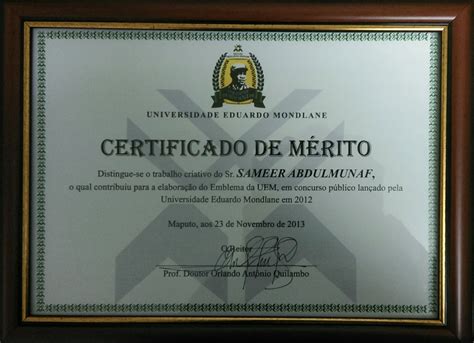 UNIVERSIDADE EDUARDO MONDLANE
CERTIFICADO DE MÉRITO
Distingue-se o trabalho criativo do Sr. SAMEER ABDULMUNAF,
o qual contribuiu para a elaboração do Emblema da UEM, em concurso público lançado pela
Universidade Eduardo Mondlane em 2012
Maputo, aos 23 de Novembro de 2013
O Reitor
Prof. Doutor Orlando António Quilambo